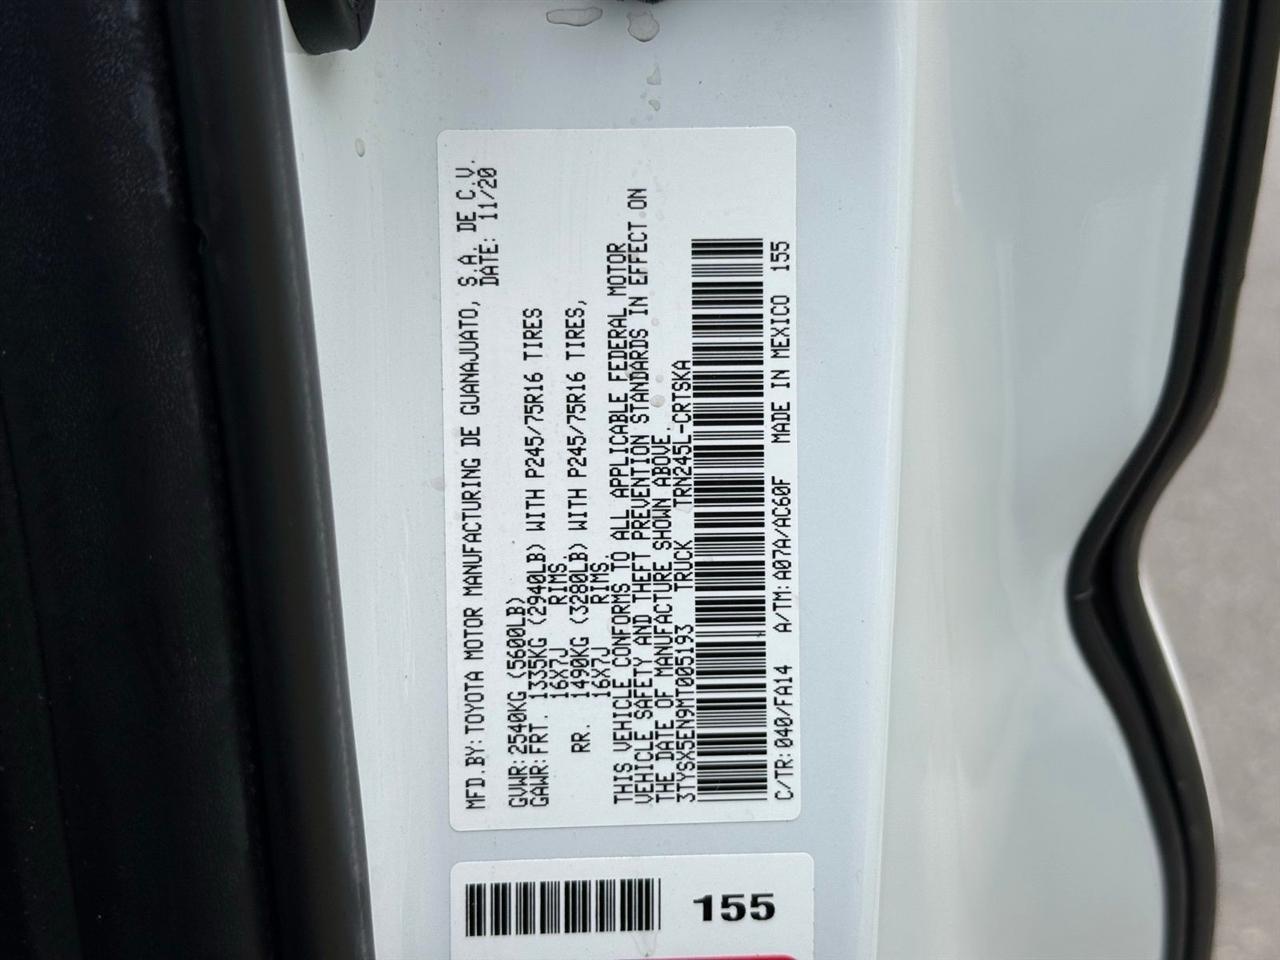 MFD.BY:TOYOTA MOTOR MANUFACTURING DE GUANAJUATO, S.A. DE C.V.
DATE: 11/20
GVWR:2540KG (5600LB)
GAWR:FRT. 1335KG (2940LB) WITH P245/75R16 TIRES
16X7J RIMS.
RR. 1490KG (3280LB) WITH P245/75R16 TIRES,
16X7J RIMS.
THIS VEHICLE CONFORMS TO ALL APPLICABLE FEDERAL MOTOR
VEHICLE SAFETY AND THEFT PREVENTION STANDARDS IN EFFECT ON
THE DATE OF MANUFACTURE SHOWN ABOVE.
3TYSX5EN9MT005193 TRUCK TRN245L-CRTSKA
C/TR:040/FA14 A/TM:A07A/AC60F MADE IN MEXICO 155
155